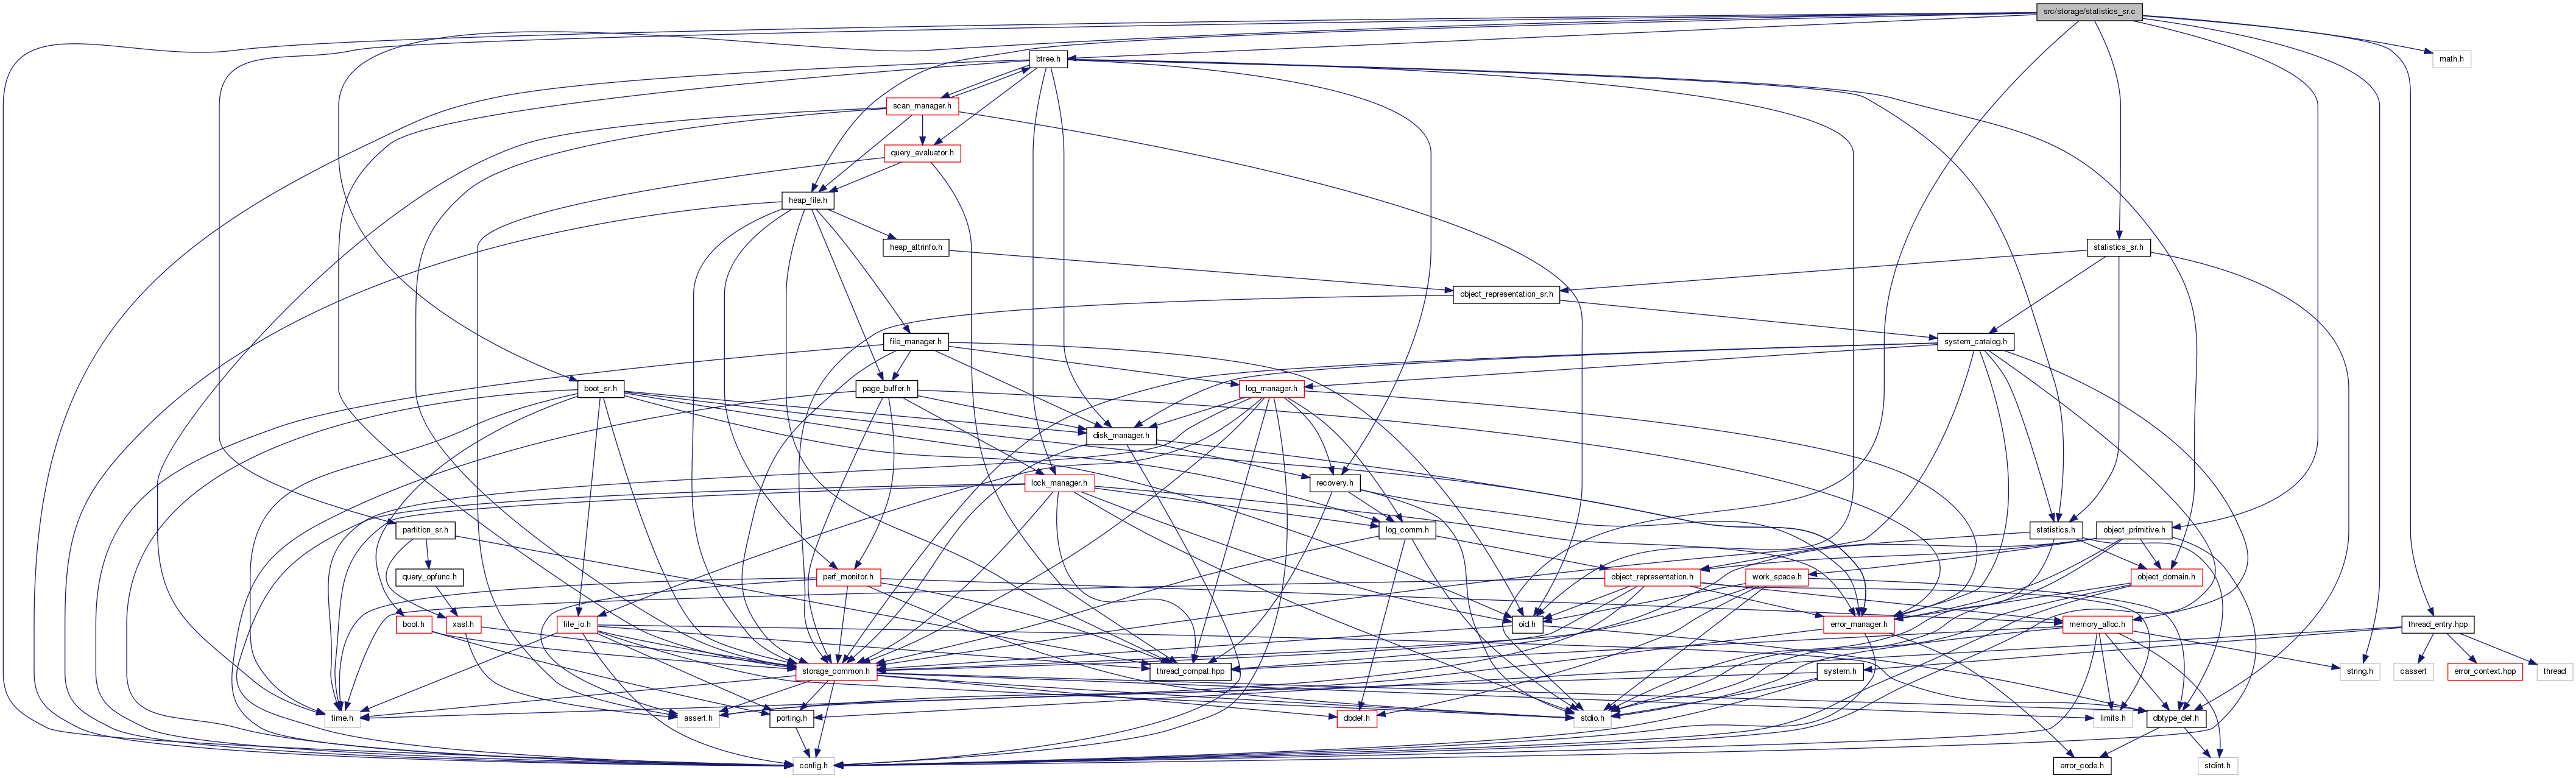 src/storage/statistics_sr.c
btree.h
math.h
scan_manager.h
query_evaluator.h
heap_file.h
heap_attrinfo.h
statistics_sr.h
object_representation_sr.h
file_manager.h
system_catalog.h
boot_sr.h
page_buffer.h
log_manager.h
disk_manager.h
lock_manager.h
recovery.h
partition_sr.h
log_comm.h
statistics.h
object_primitive.h
query_opfunc.h
perf_monitor.h
object_representation.h
work_space.h
object_domain.h
boot.h
xasl.h
file_io.h
oid.h
error_manager.h
memory_alloc.h
thread_entry.hpp
storage_common.h
thread_compat.hpp
system.h
string.h
cassert
error_context.hpp
thread
time.h
assert.h
porting.h
dbdef.h
stdio.h
limits.h
dbtype_def.h
config.h
error_code.h
stdint.h